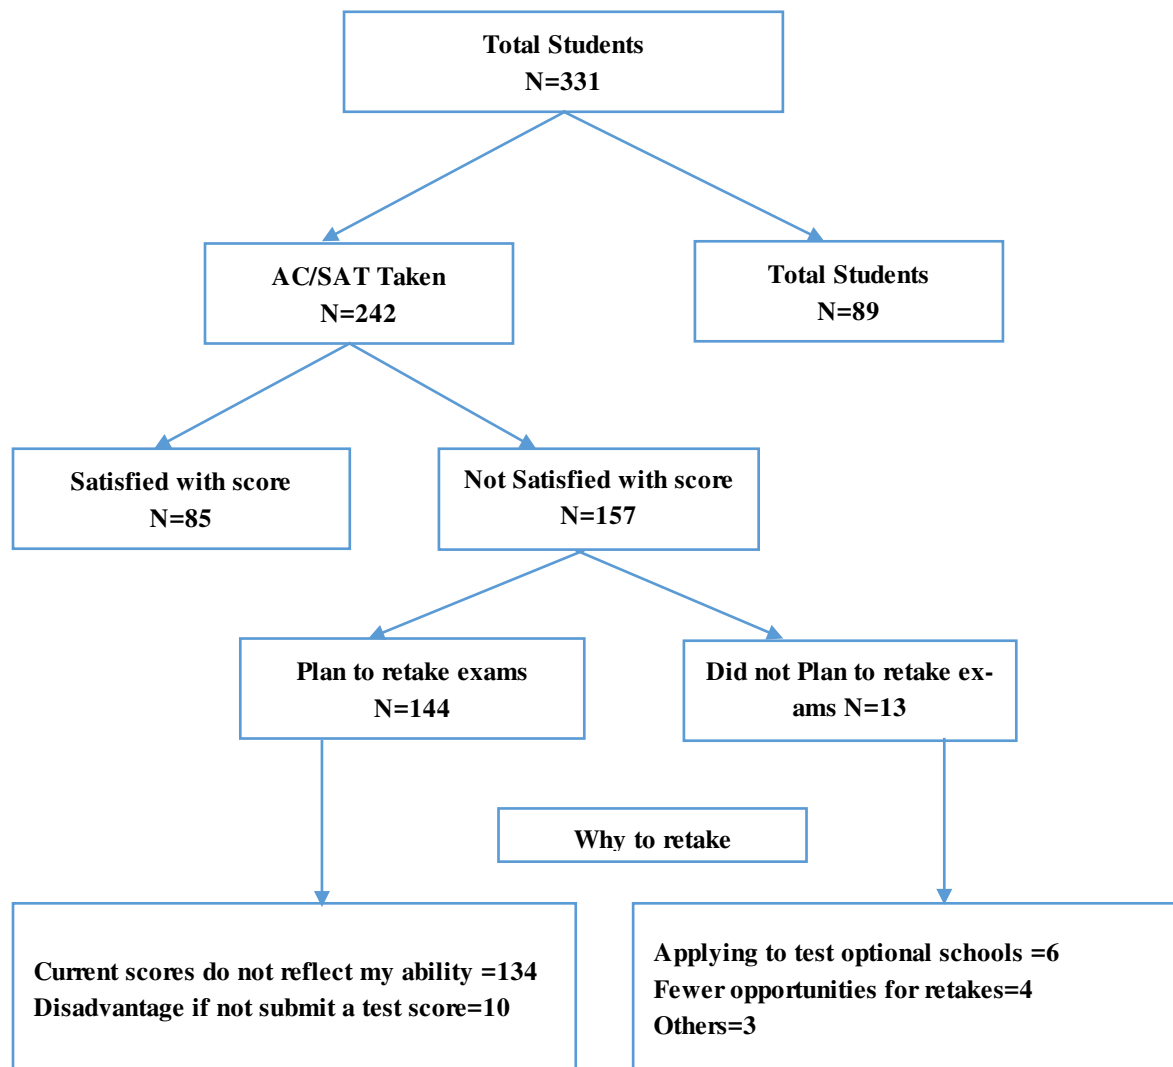 Total Students
N=331
AC/SAT Taken
N=242
Total Students
N=89
Satisfied with score
N=85
Not Satisfied with score
N=157
Plan to retake exams
N=144
Did not Plan to retake ex-
ams N=13
Why to retake
Current scores do not reflect my ability =134
Disadvantage if not submit a test score=10
Applying to test optional schools =6
Fewer opportunities for retakes=4
Others=3